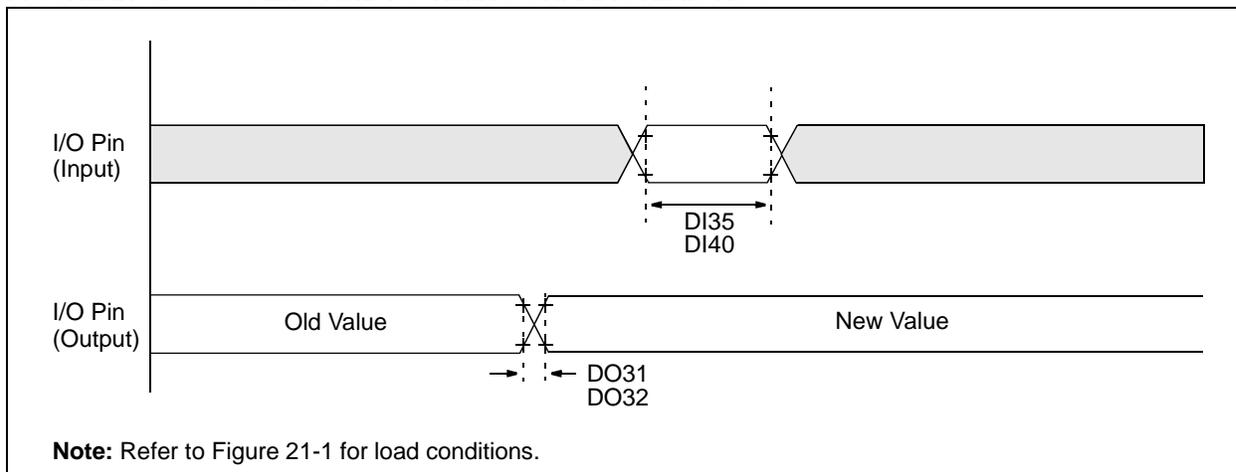 I/O Pin
(Input)
DI35
DI40
I/O Pin
(Output)
Old Value
New Value
DO31
DO32
Note: Refer to Figure 21-1 for load conditions.